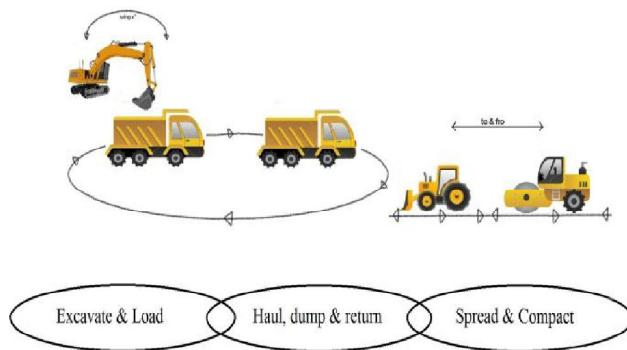 to & fro
Excavate & Load
Haul, dump & return
Spread & Compact